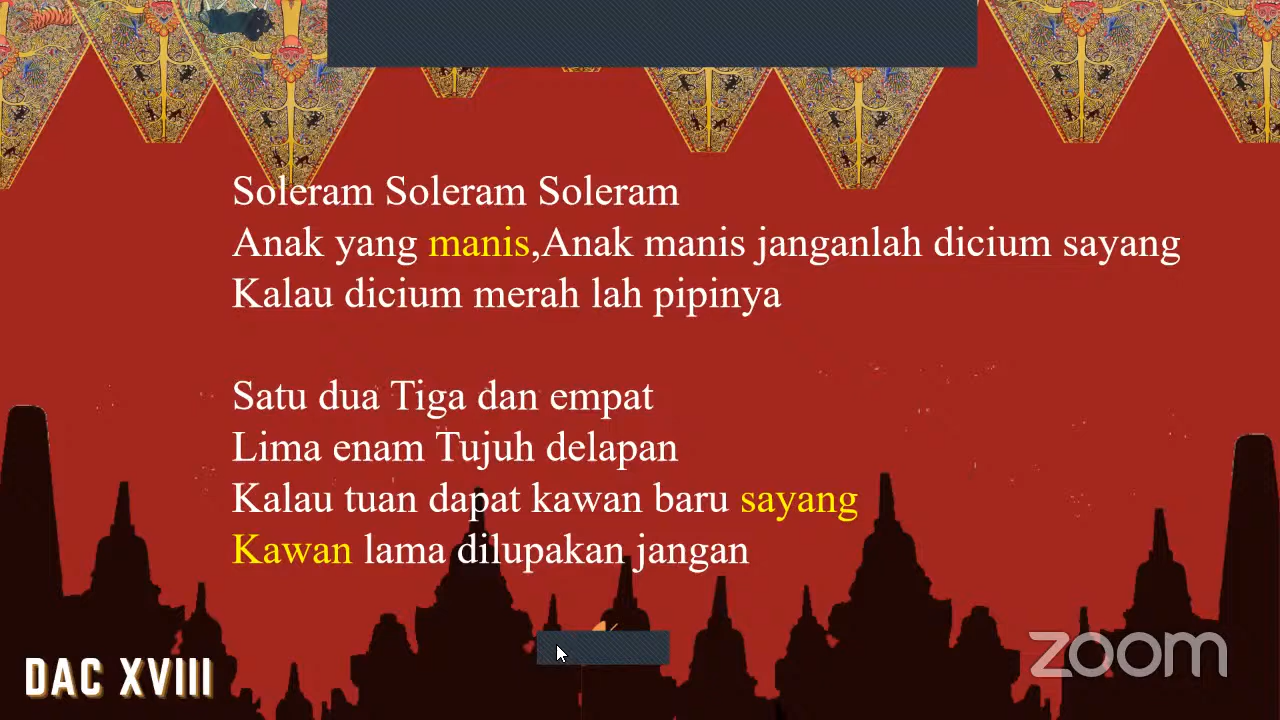 Soleram Soleram Soleram
Anak yang manis,Anak manis janganlah dicium sayang
Kalau dicium merah lah pipinya
Satu dua Tiga dan empat
Lima enam Tujuh delapan
Kalau tuan dapat kawan baru sayang
Kawan lama dilupakan jangan
DAC XVIII
zoom